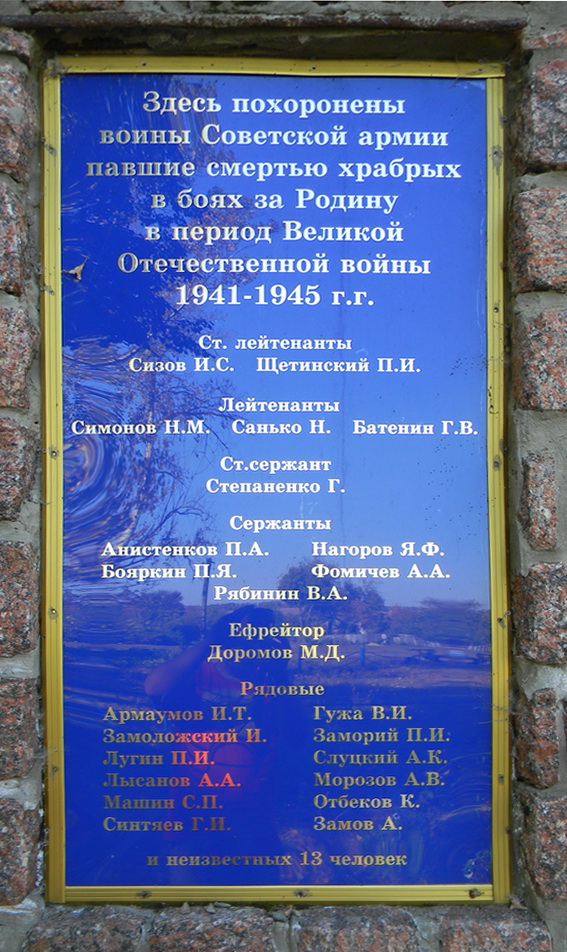 Здесь похоронены
воины Советской армии
павшие смертью храбрых
в боях за Родину
в период Великой
Отечественной войны
1941-1945 г.г.
Ст. лейтенанты
Сизов И.С. Щетинский П.И.
Лейтенанты
Симонов Н.М. Санько Н. Батенин Г.В.
Ст.сержант
Степаненко Г.
Сержанты
Анистенков П.А. Нагоров Я.Ф.
Бояркин П.Я. Фомичев А.А.
Рябинин В.А.
Ефрейтор
Доромов М.Д.
Рядовые
Армаумов И.Т. Гужа В.И.
Замоложский И. Заморий П.И.
Лугин П.И. Слуцкий А.К.
Лысанов А.А. Морозов А.В.
Машин С.П. Отбеков К.
Синтяев Г.И. Замов А.
и неизвестных 13 человек